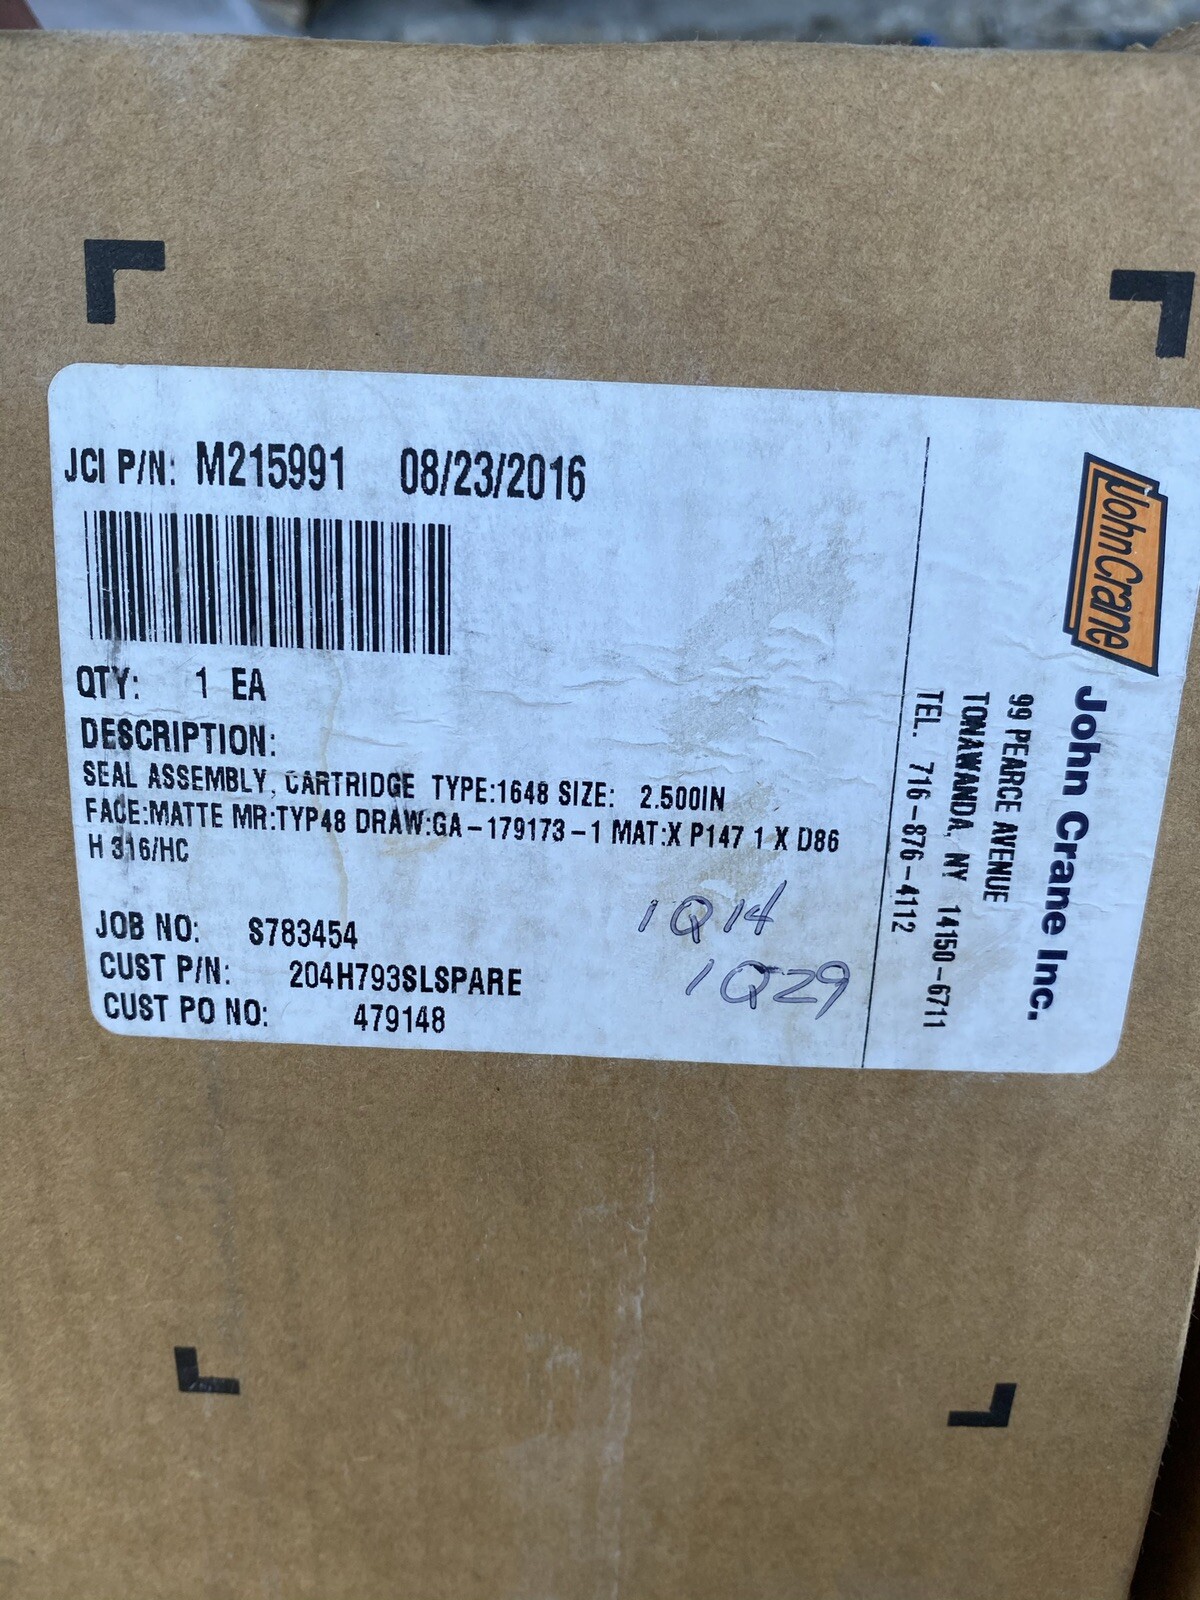 JCI P/N: M215991 08/23/2016
QTY: 1 EA
DESCRIPTION:
SEAL ASSEMBLY, CARTRIDGE TYPE:1648 SIZE: 2.500IN
FACE:MATTE MR:TYP48 DRAW:GA-179173-1 MAT:X P147 1 X D86
H 316/HC
JOB NO: S783454
CUST P/N: 204H793SLSPARE
CUST PO NO: 479148
1Q14
1Q29
John Crane
John Crane Inc.
99 PEARCE AVENUE
TONAWANDA, NY 14150-6711
TEL. 716-876-4112